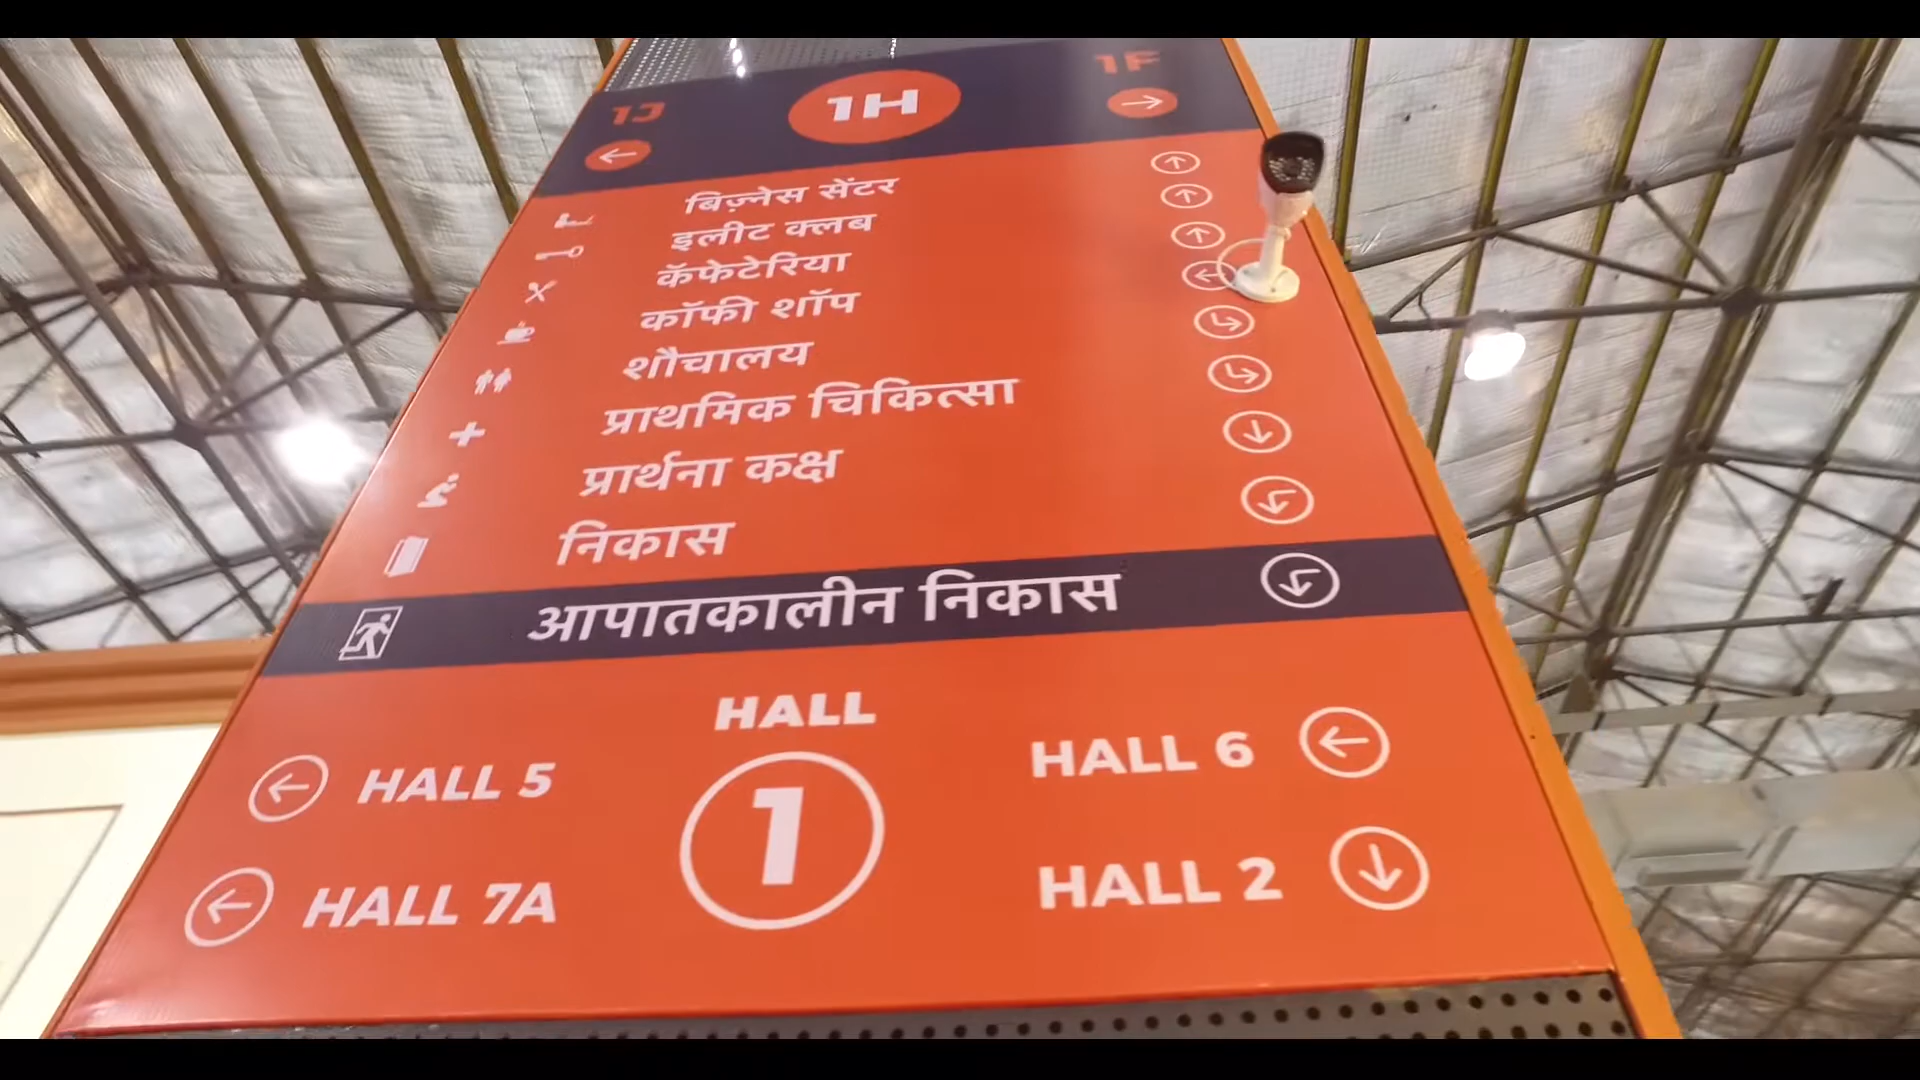 1J 1H 1F
बिज़्नेस सेंटर
इलीट क्लब
कॅफेटेरिया
कॉफी शॉप
शौचालय
प्राथमिक चिकित्सा
प्रार्थना कक्ष
निकास
आपातकालीन निकास
HALL
1
HALL 5
HALL 7A
HALL 6
HALL 2